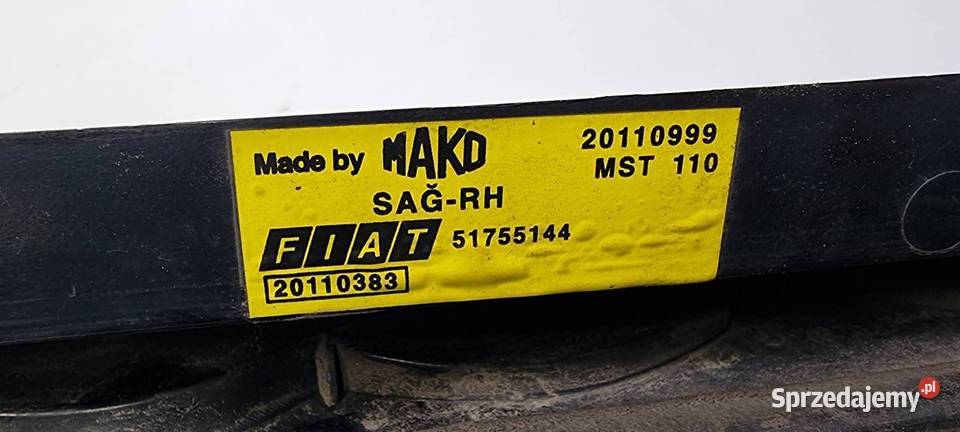 Made by MAKO 20110999
MST 110
SAĞ-RH
FIAT 51755144
20110383
Sprzedajemy.pl